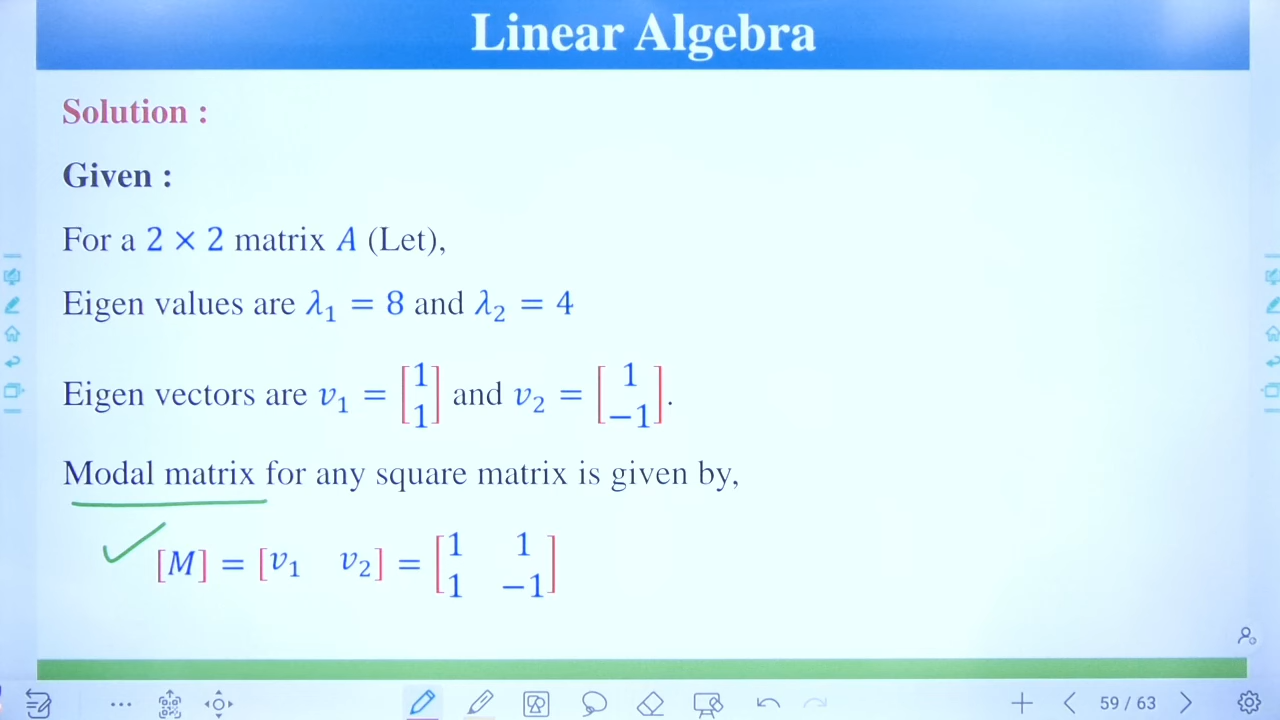 Linear Algebra
Solution :
Given :
For a 2 × 2 matrix A (Let),
Eigen values are λ₁ = 8 and λ₂ = 4
Eigen vectors are v₁ = [1 1] and v₂ = [1 −1].
Modal matrix for any square matrix is given by,
[M] = [v₁ v₂] = [1 1 1 −1]
59 / 63